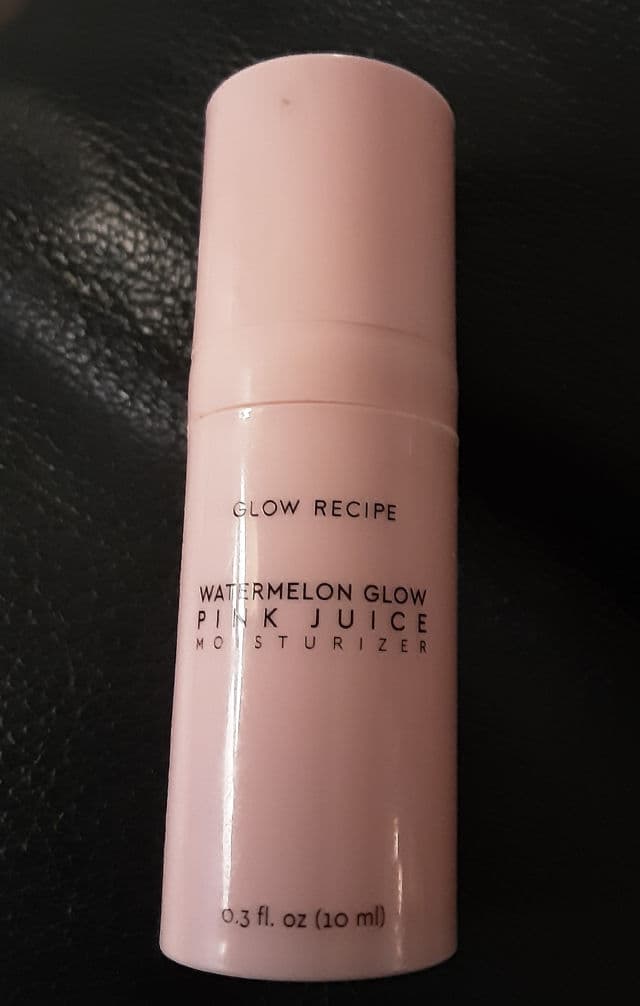 GLOW RECIPE
WATERMELON GLOW
PINK JUICE
MOISTURIZER
0.3 fl. oz (10 ml)